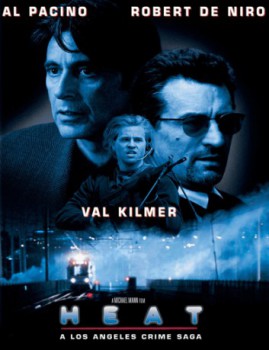 AL PACINO ROBERT DE NIRO
VAL KILMER
A MICHAEL MANN FILM
HEAT
A LOS ANGELES CRIME SAGA